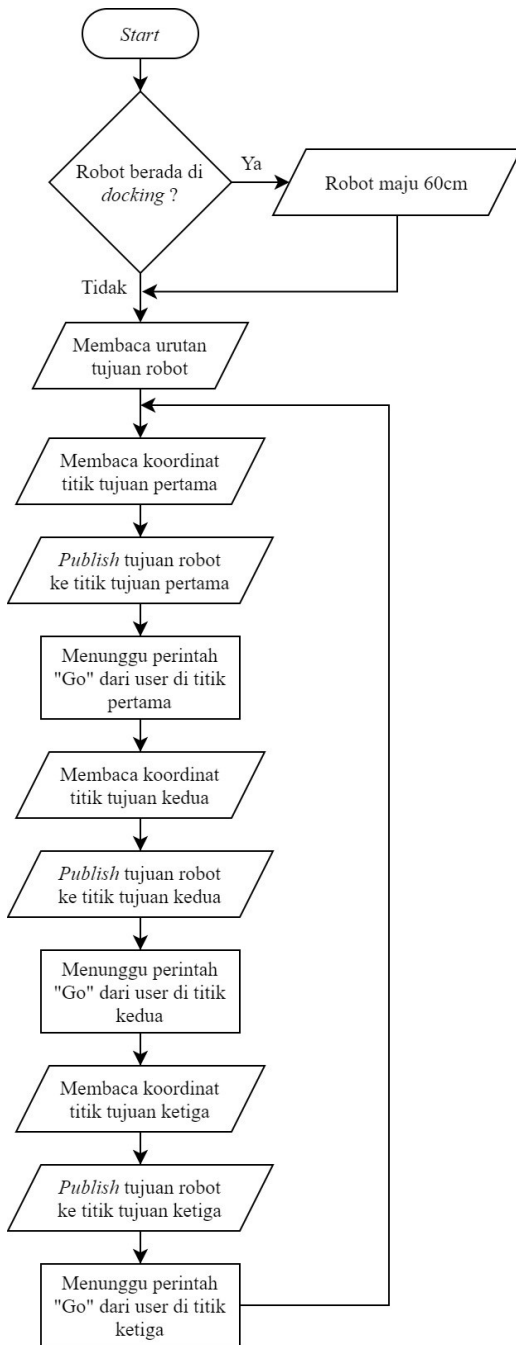 Start
Robot berada di
docking ?
Ya
Robot maju 60cm
Tidak
Membaca urutan
tujuan robot
Membaca koordinat
titik tujuan pertama
Publish tujuan robot
ke titik tujuan pertama
Menunggu perintah
"Go" dari user di titik
pertama
Membaca koordinat
titik tujuan kedua
Publish tujuan robot
ke titik tujuan kedua
Menunggu perintah
"Go" dari user di titik
kedua
Membaca koordinat
titik tujuan ketiga
Publish tujuan robot
ke titik tujuan ketiga
Menunggu perintah
"Go" dari user di titik
ketiga